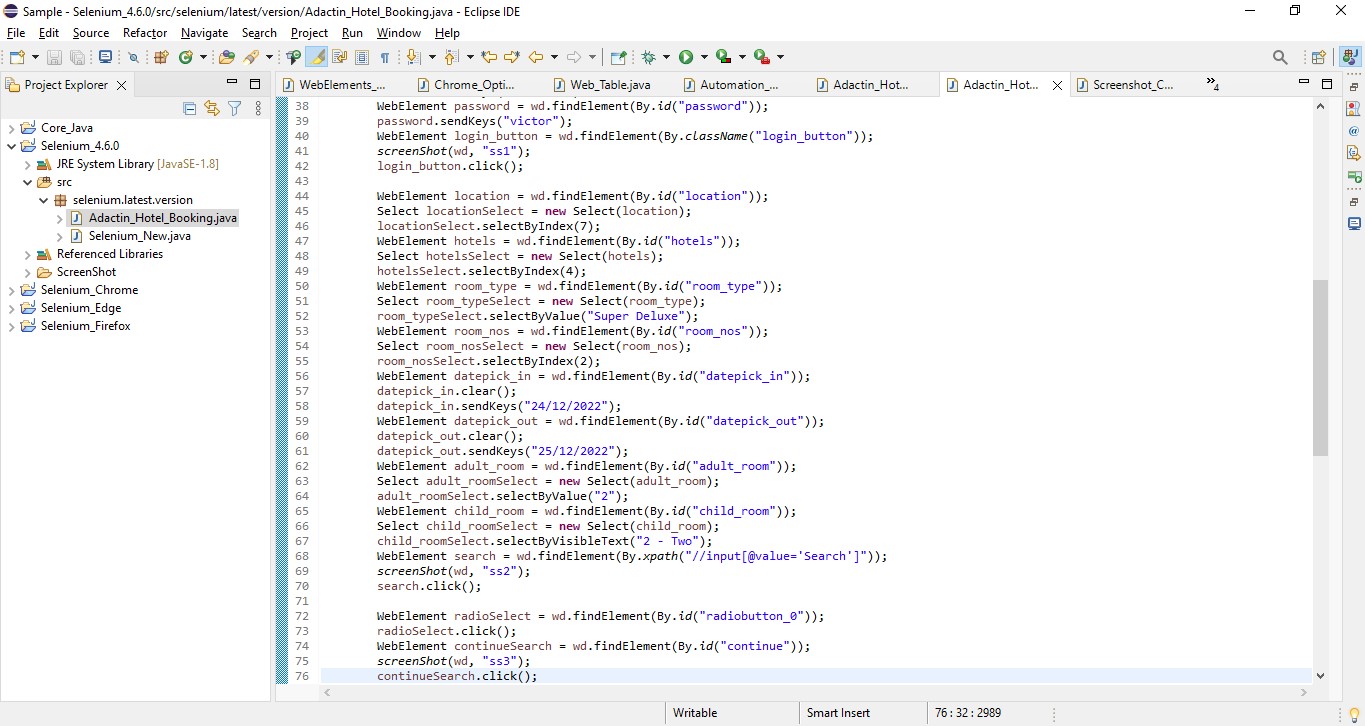 Sample - Selenium_4.6.0/src/selenium/latest/version/Adactin_Hotel_Booking.java - Eclipse IDE
File Edit Source Refactor Navigate Search Project Run Window Help
Project Explorer
WebElements_... Chrome_Opti... Web_Table.java Automation_... Adactin_Hot... Adactin_Hot... Screenshot_C... »4
Core_Java
Selenium_4.6.0
JRE System Library [JavaSE-1.8]
src
selenium.latest.version
Adactin_Hotel_Booking.java
Selenium_New.java
Referenced Libraries
ScreenShot
Selenium_Chrome
Selenium_Edge
Selenium_Firefox
38 WebElement password = wd.findElement(By.id("password"));
39 password.sendKeys("victor");
40 WebElement login_button = wd.findElement(By.className("login_button"));
41 screenShot(wd, "ss1");
42 login_button.click();
43
44 WebElement location = wd.findElement(By.id("location"));
45 Select locationSelect = new Select(location);
46 locationSelect.selectByIndex(7);
47 WebElement hotels = wd.findElement(By.id("hotels"));
48 Select hotelsSelect = new Select(hotels);
49 hotelsSelect.selectByIndex(4);
50 WebElement room_type = wd.findElement(By.id("room_type"));
51 Select room_typeSelect = new Select(room_type);
52 room_typeSelect.selectByValue("Super Deluxe");
53 WebElement room_nos = wd.findElement(By.id("room_nos"));
54 Select room_nosSelect = new Select(room_nos);
55 room_nosSelect.selectByIndex(2);
56 WebElement datepick_in = wd.findElement(By.id("datepick_in"));
57 datepick_in.clear();
58 datepick_in.sendKeys("24/12/2022");
59 WebElement datepick_out = wd.findElement(By.id("datepick_out"));
60 datepick_out.clear();
61 datepick_out.sendKeys("25/12/2022");
62 WebElement adult_room = wd.findElement(By.id("adult_room"));
63 Select adult_roomSelect = new Select(adult_room);
64 adult_roomSelect.selectByValue("2");
65 WebElement child_room = wd.findElement(By.id("child_room"));
66 Select child_roomSelect = new Select(child_room);
67 child_roomSelect.selectByVisibleText("2 - Two");
68 WebElement search = wd.findElement(By.xpath("//input[@value='Search']"));
69 screenShot(wd, "ss2");
70 search.click();
71
72 WebElement radioSelect = wd.findElement(By.id("radiobutton_0"));
73 radioSelect.click();
74 WebElement continueSearch = wd.findElement(By.id("continue"));
75 screenShot(wd, "ss3");
76 continueSearch.click();
Writable Smart Insert 76 : 32 : 2989